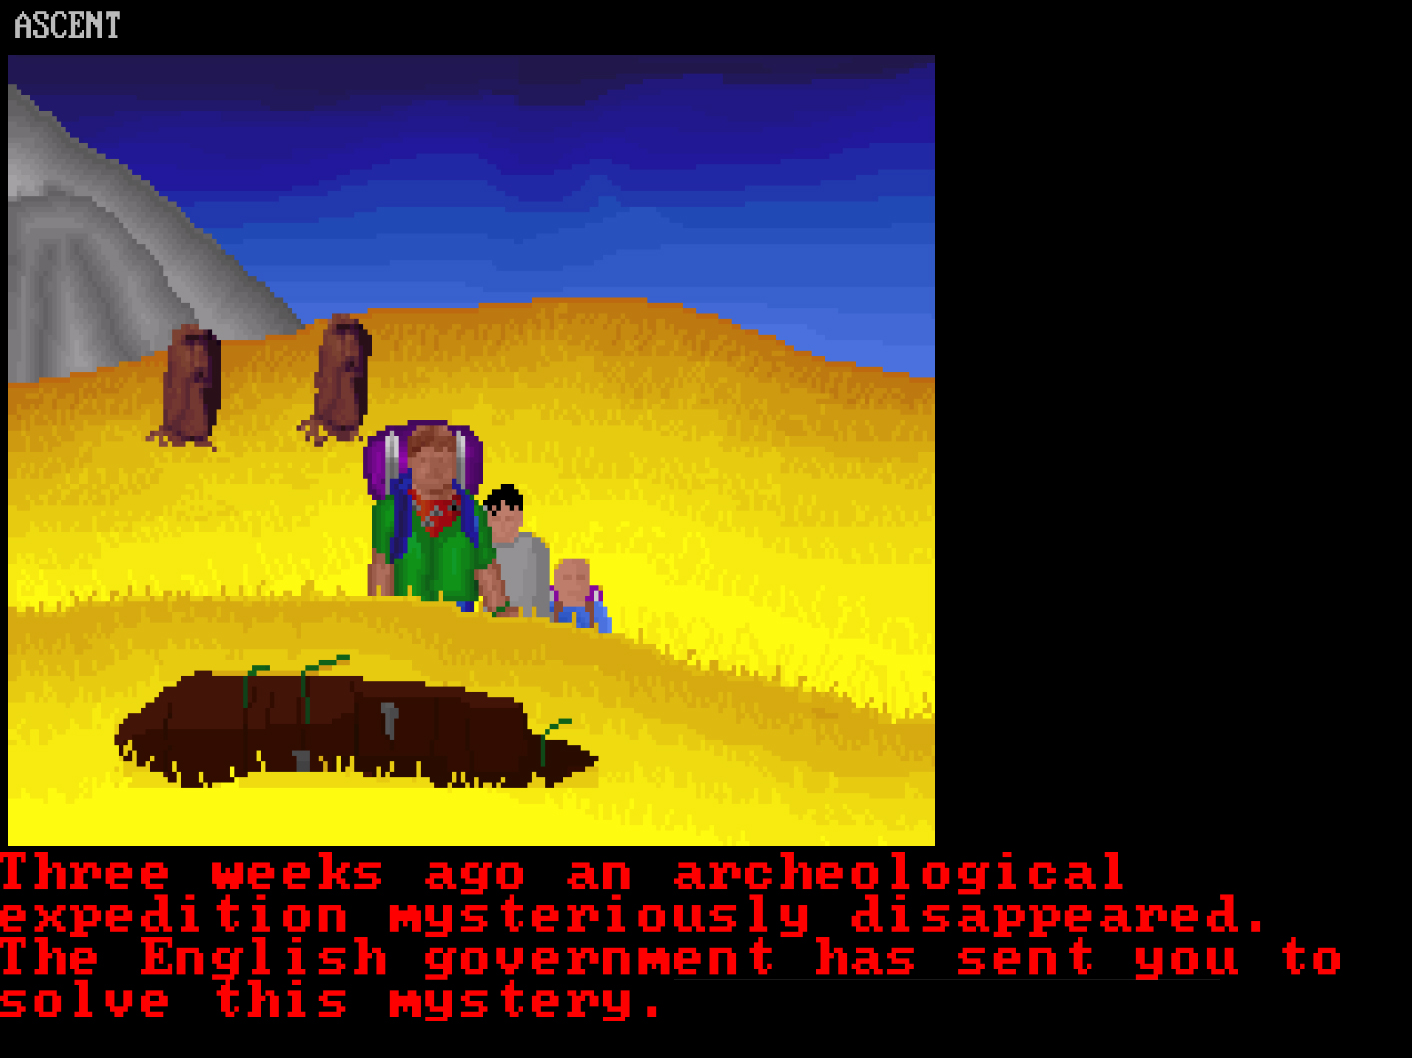 ASCENT
Three weeks ago an archeological
expedition mysteriously disappeared.
The English government has sent you to
solve this mystery.